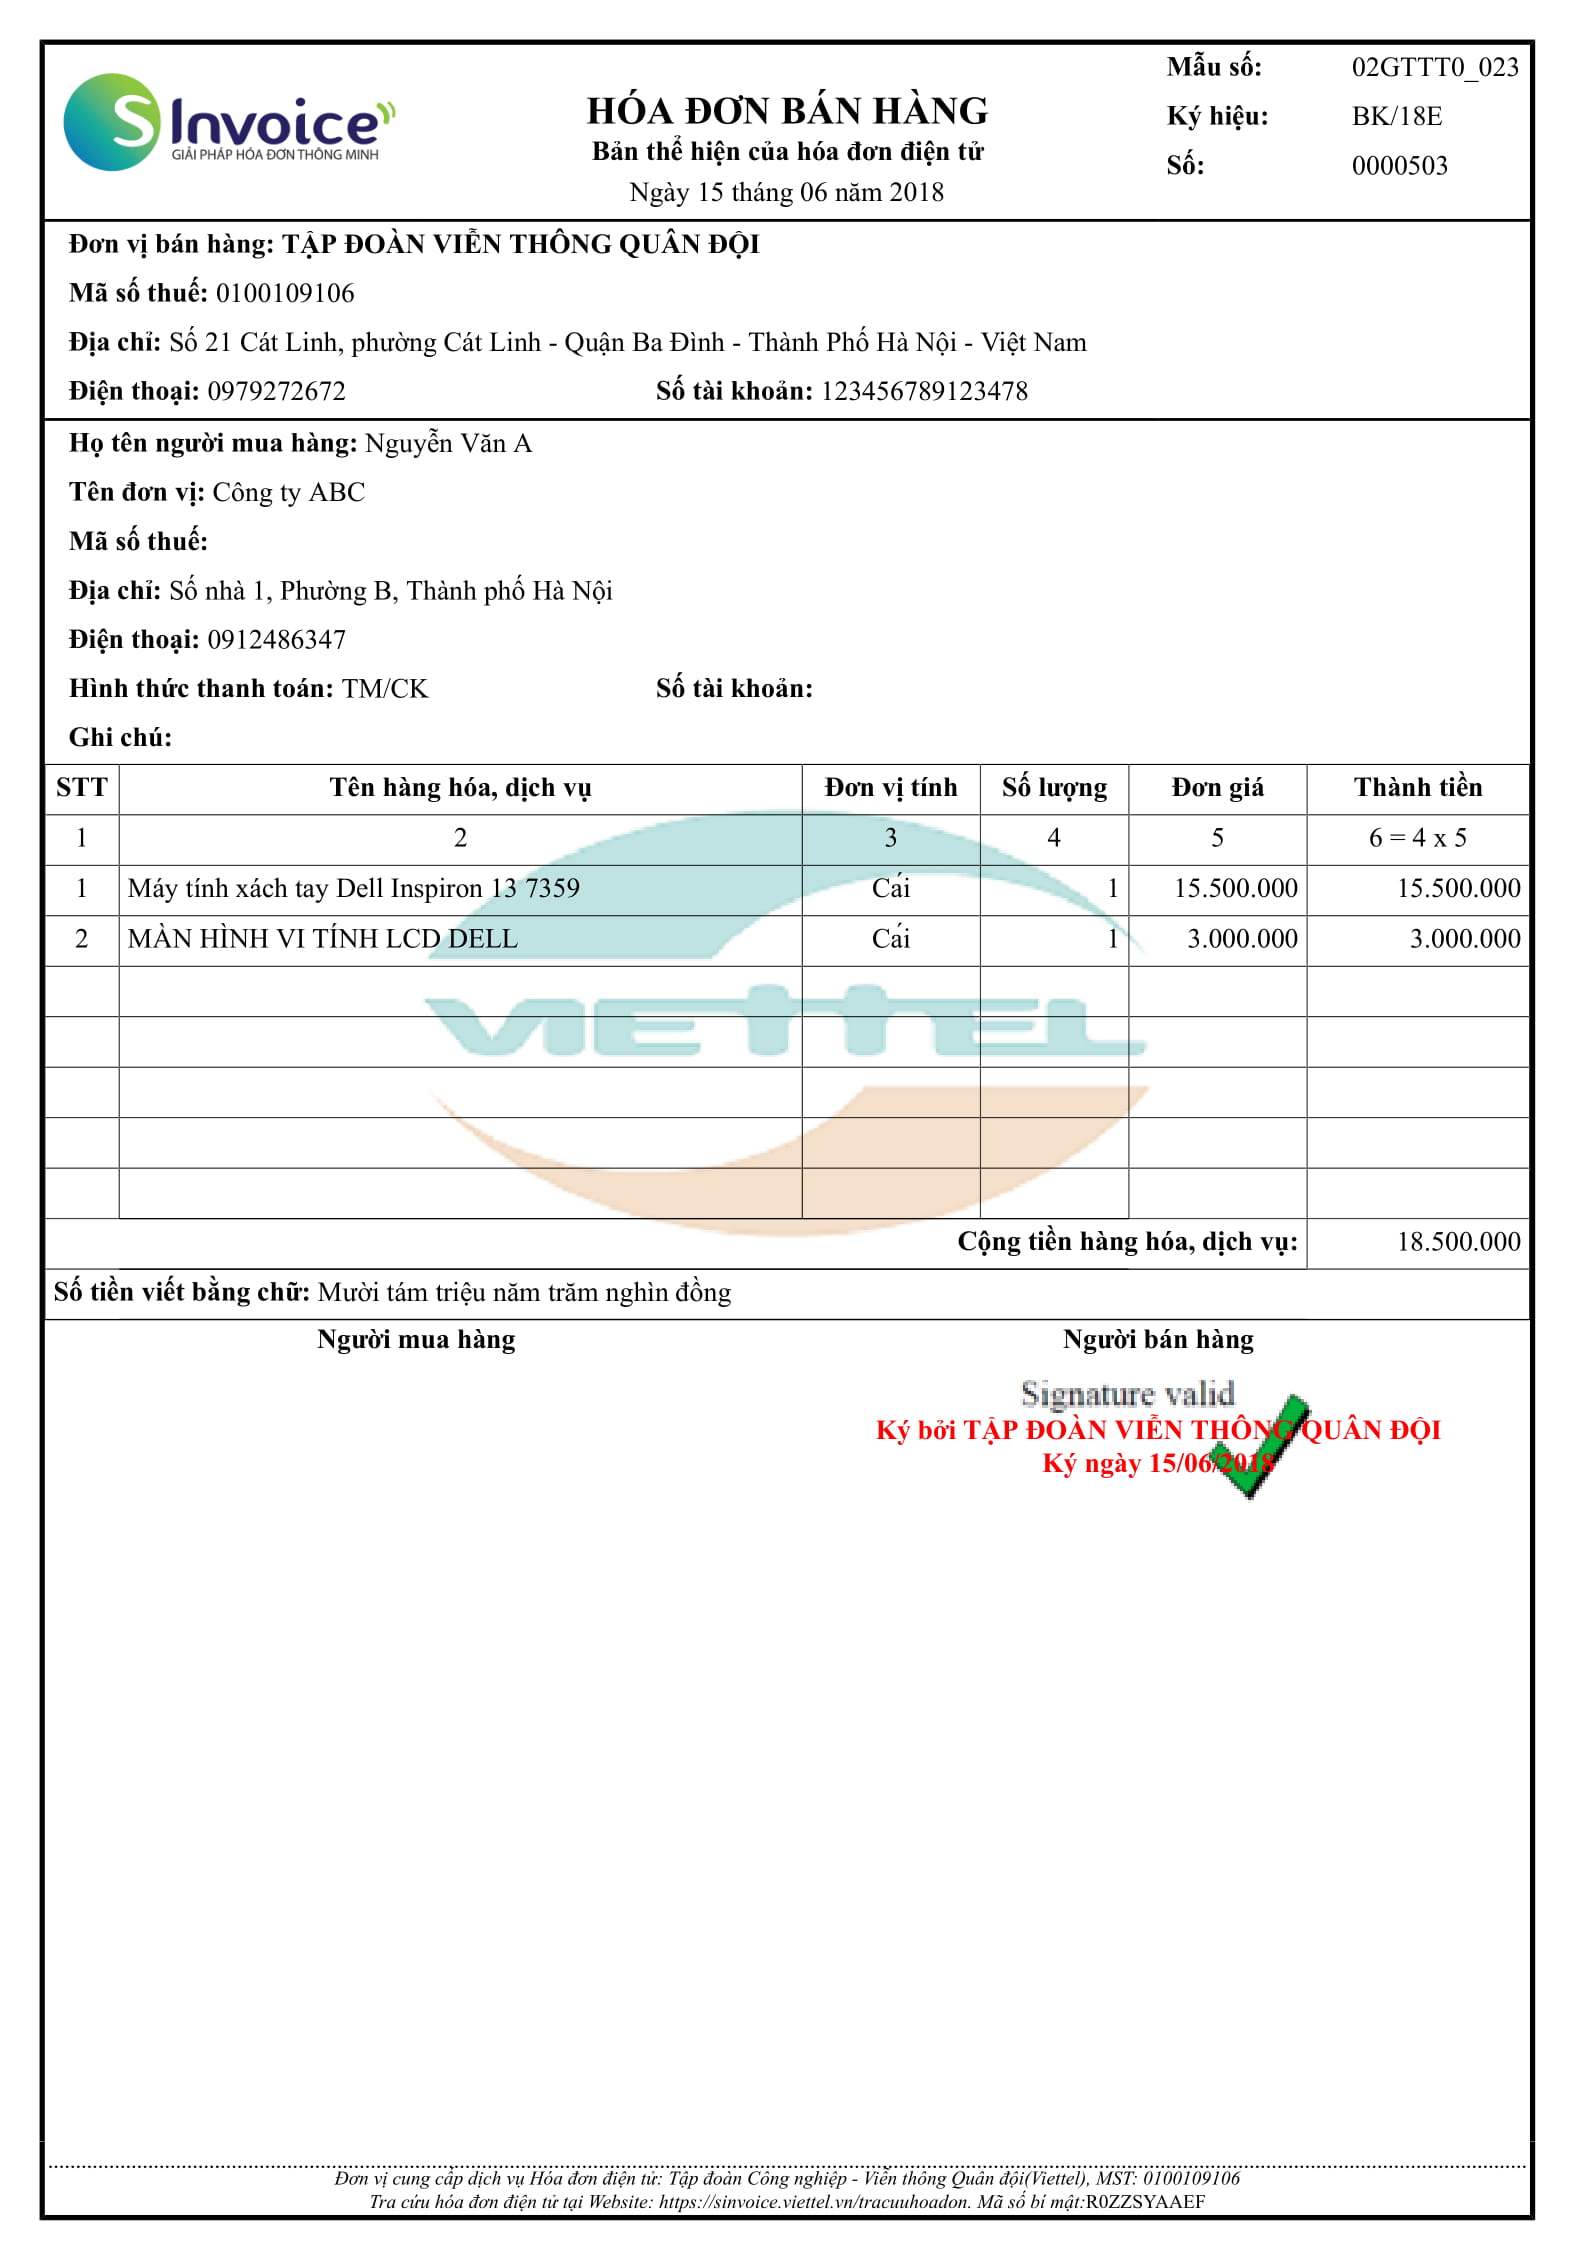 S Invoice
GIẢI PHÁP HÓA ĐƠN THÔNG MINH
HÓA ĐƠN BÁN HÀNG
Bản thể hiện của hóa đơn điện tử
Ngày 15 tháng 06 năm 2018
Mẫu số: 02GTTT0_023
Ký hiệu: BK/18E
Số: 0000503
Đơn vị bán hàng: TẬP ĐOÀN VIỄN THÔNG QUÂN ĐỘI
Mã số thuế: 0100109106
Địa chỉ: Số 21 Cát Linh, phường Cát Linh - Quận Ba Đình - Thành Phố Hà Nội - Việt Nam
Điện thoại: 0979272672 Số tài khoản: 123456789123478
Họ tên người mua hàng: Nguyễn Văn A
Tên đơn vị: Công ty ABC
Mã số thuế:
Địa chỉ: Số nhà 1, Phường B, Thành phố Hà Nội
Điện thoại: 0912486347
Hình thức thanh toán: TM/CK Số tài khoản:
Ghi chú:
STT Tên hàng hóa, dịch vụ Đơn vị tính Số lượng Đơn giá Thành tiền
1 2 3 4 5 6 = 4 x 5
1 Máy tính xách tay Dell Inspiron 13 7359 Cái 1 15.500.000 15.500.000
2 MÀN HÌNH VI TÍNH LCD DELL Cái 1 3.000.000 3.000.000
VIETTEL
Cộng tiền hàng hóa, dịch vụ: 18.500.000
Số tiền viết bằng chữ: Mười tám triệu năm trăm nghìn đồng
Người mua hàng Người bán hàng
Signature valid
Ký bởi TẬP ĐOÀN VIỄN THÔNG QUÂN ĐỘI
Ký ngày 15/06/2018
Đơn vị cung cấp dịch vụ Hóa đơn điện tử: Tập đoàn Công nghiệp - Viễn thông Quân đội(Viettel), MST: 0100109106
Tra cứu hóa đơn điện tử tại Website: https://sinvoice.viettel.vn/tracuuhoadon. Mã số bí mật:R0ZZSYAAEF